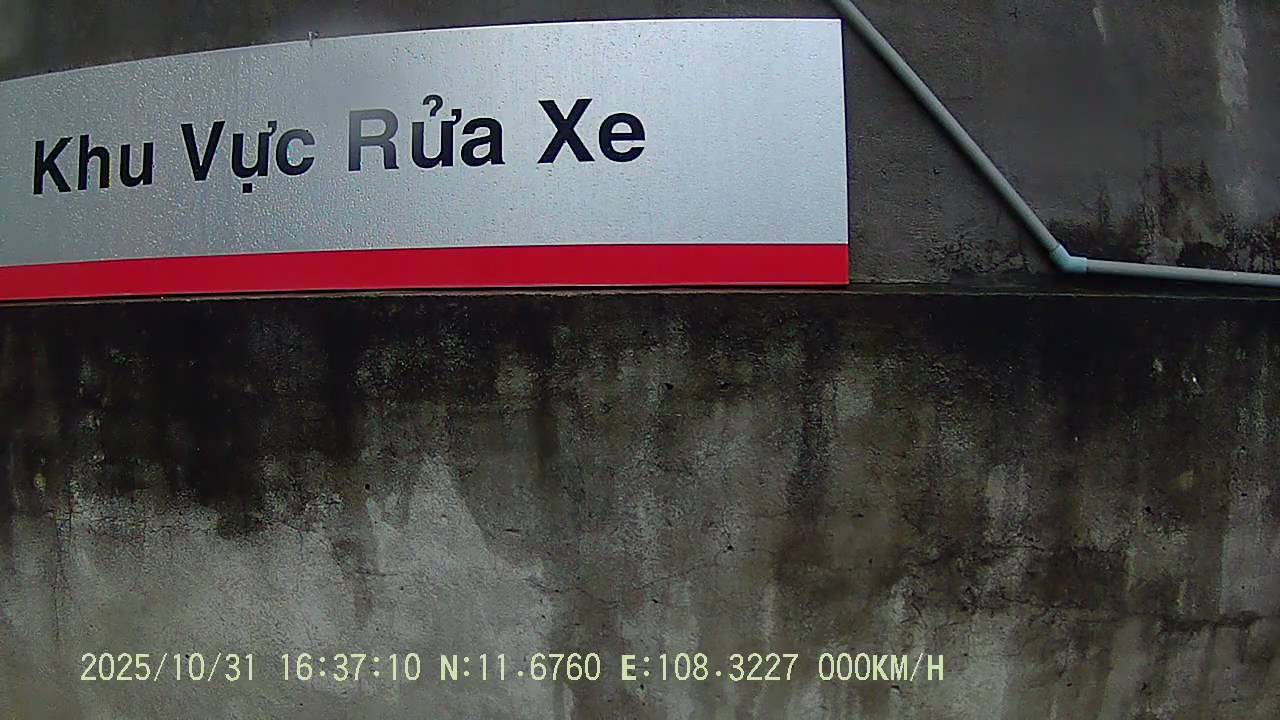 Khu Vực Rửa Xe
2025/10/31 16:37:10 N:11.6760 E:108.3227 000KM/H